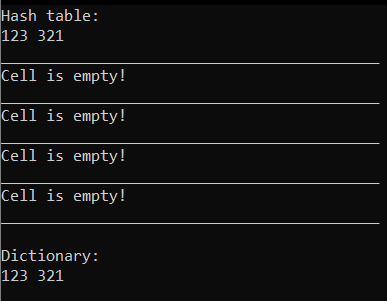 Hash table:
123 321
Cell is empty!
Cell is empty!
Cell is empty!
Cell is empty!
Dictionary:
123 321